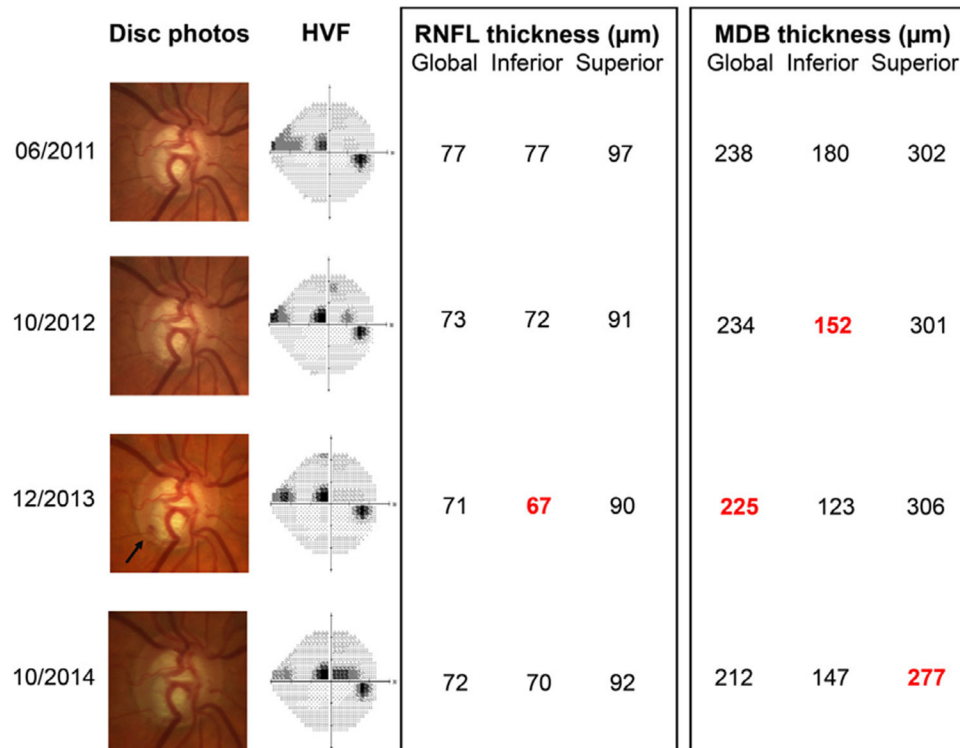 Disc photos HVF RNFL thickness (µm) MDB thickness (µm)
Global Inferior Superior Global Inferior Superior
06/2011 77 77 97 238 180 302
10/2012 73 72 91 234 152 301
12/2013 71 67 90 225 123 306
10/2014 72 70 92 212 147 277